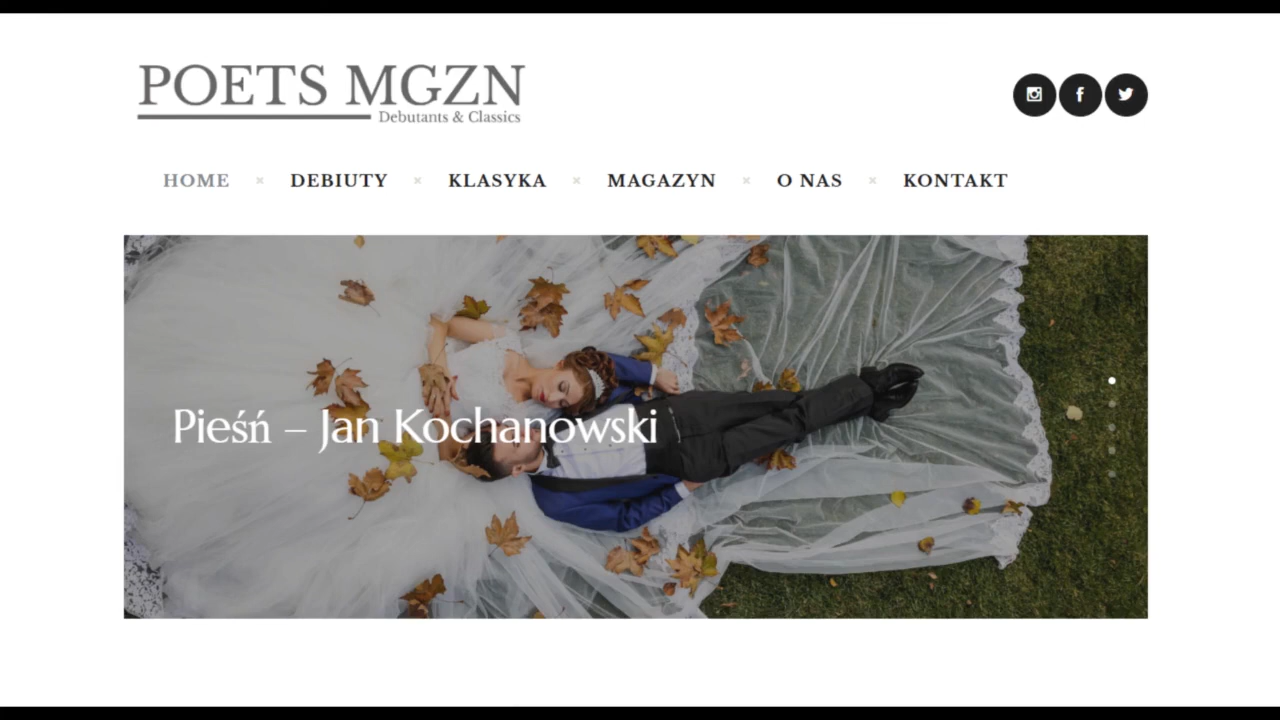 POETS MGZN
Debutants & Classics
HOME × DEBIUTY × KLASYKA × MAGAZYN × O NAS × KONTAKT
Pieśń – Jan Kochanowski